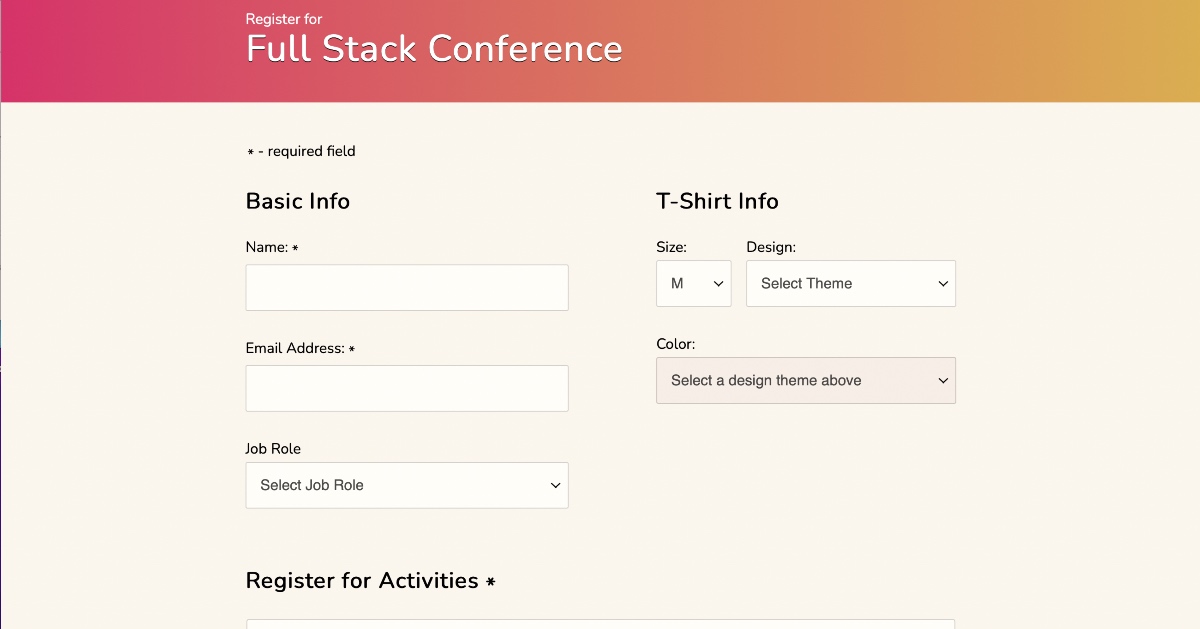 Register for
Full Stack Conference
* - required field
Basic Info
Name: *
Email Address: *
Job Role
Select Job Role
T-Shirt Info
Size:
M
Design:
Select Theme
Color:
Select a design theme above
Register for Activities *